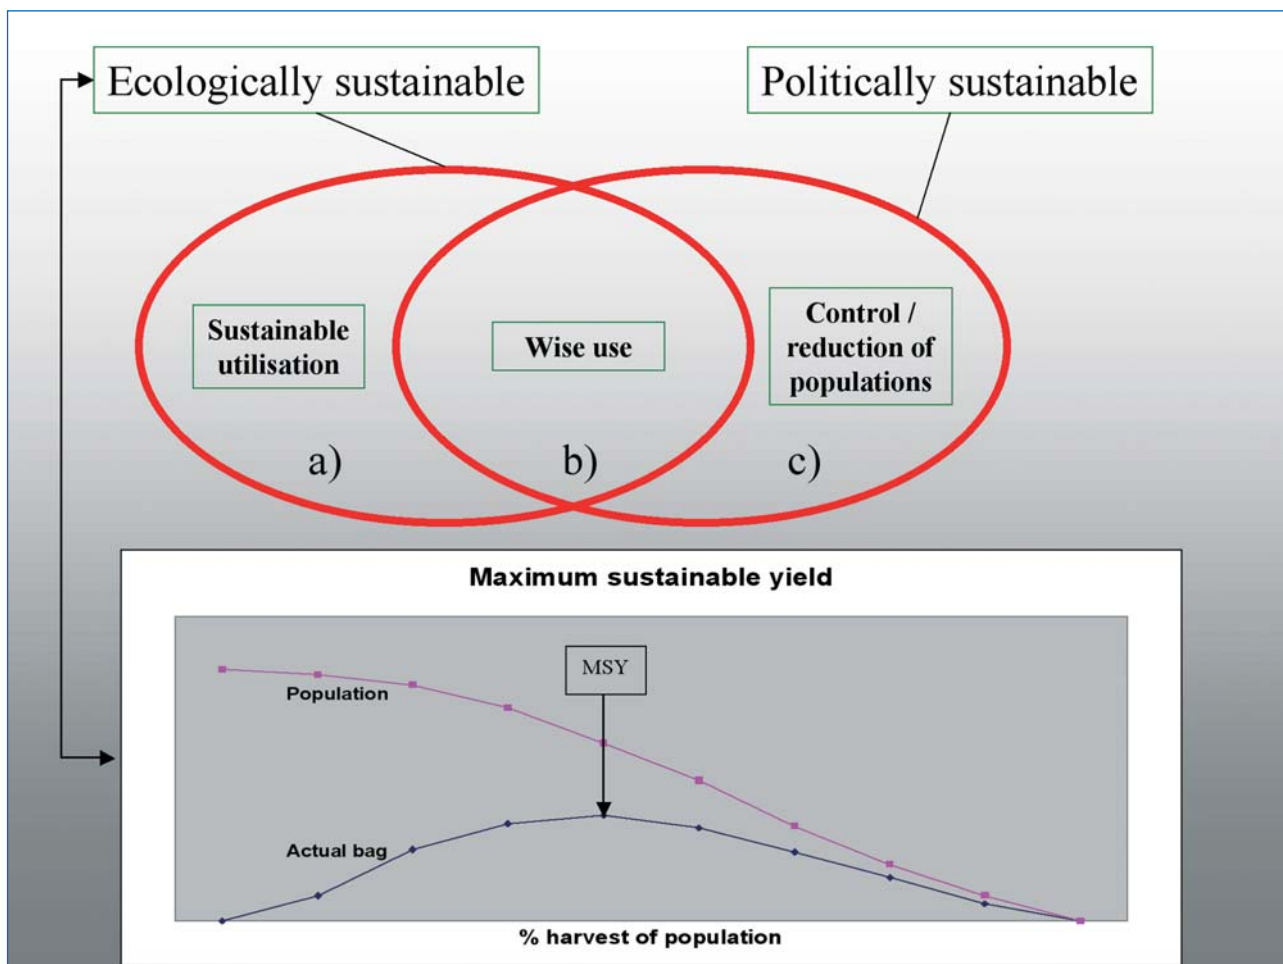 Ecologically sustainable
Politically sustainable
Sustainable
utilisation
Wise use
Control /
reduction of
populations
a)
b)
c)
Maximum sustainable yield
MSY
Population
Actual bag
% harvest of population